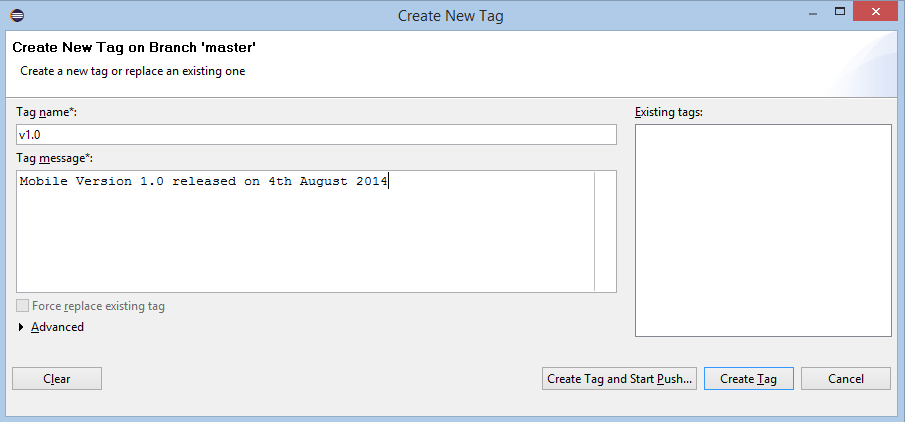 Create New Tag
Create New Tag on Branch 'master'
Create a new tag or replace an existing one
Tag name*:
v1.0
Tag message*:
Mobile Version 1.0 released on 4th August 2014
Force replace existing tag
Advanced
Existing tags:
Clear
Create Tag and Start Push...
Create Tag
Cancel